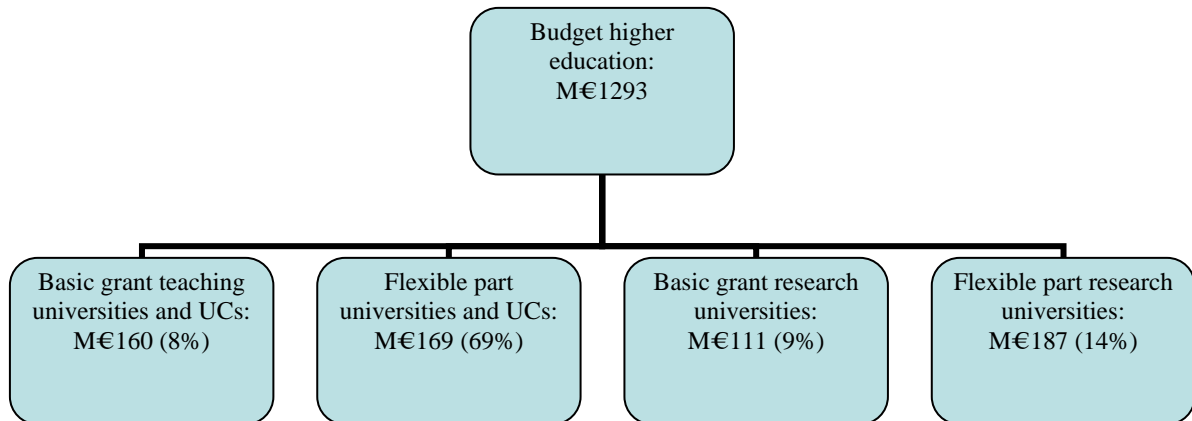 Budget higher
education:
M€1293
Basic grant teaching
universities and UCs:
M€160 (8%)
Flexible part
universities and UCs:
M€169 (69%)
Basic grant research
universities:
M€111 (9%)
Flexible part research
universities:
M€187 (14%)